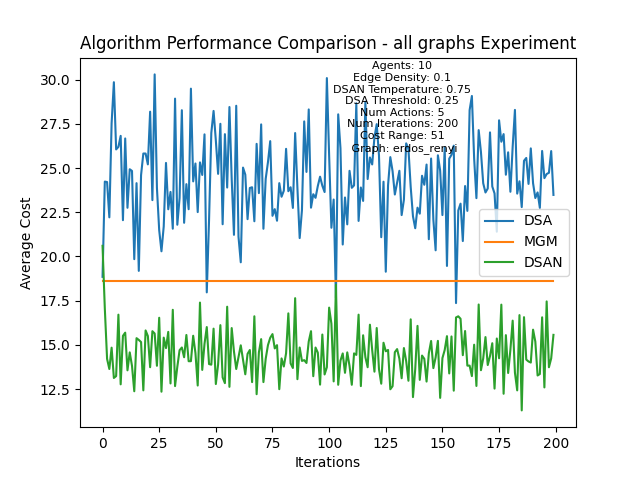 Algorithm Performance Comparison - all graphs Experiment
Agents: 10
Edge Density: 0.1
DSAN Temperature: 0.75
DSA Threshold: 0.25
Num Actions: 5
Num Iterations: 200
Cost Range: 51
Graph: erdos_reny
30.0
27.5
25.0
22.5
20.0
17.5
15.0
12.5
Average Cost
DSA
MGM
DSAN
0
25
50
75
100
125
150
175
200
Iterations